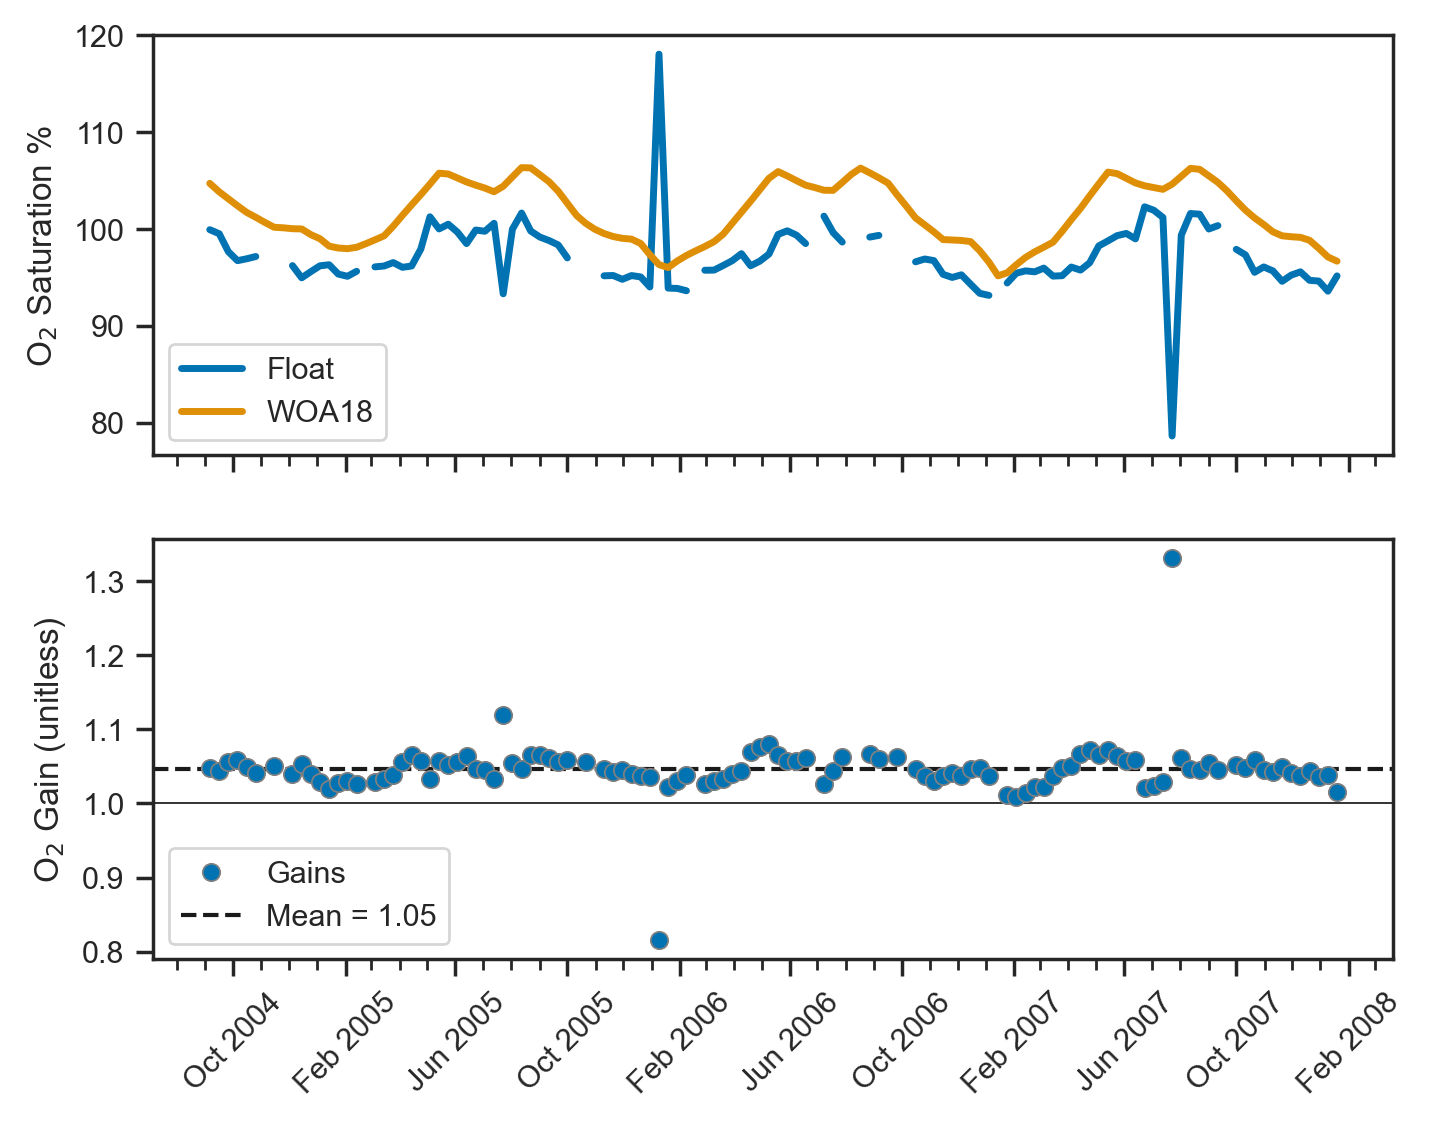 120
110
100
90
80
O₂ Saturation %
Float
WOA18
1.3
1.2
1.1
1.0
0.9
0.8
O₂ Gain (unitless)
Gains
Mean = 1.05
Oct 2004
Feb 2005
Jun 2005
Oct 2005
Feb 2006
Jun 2006
Oct 2006
Feb 2007
Jun 2007
Oct 2007
Feb 2008